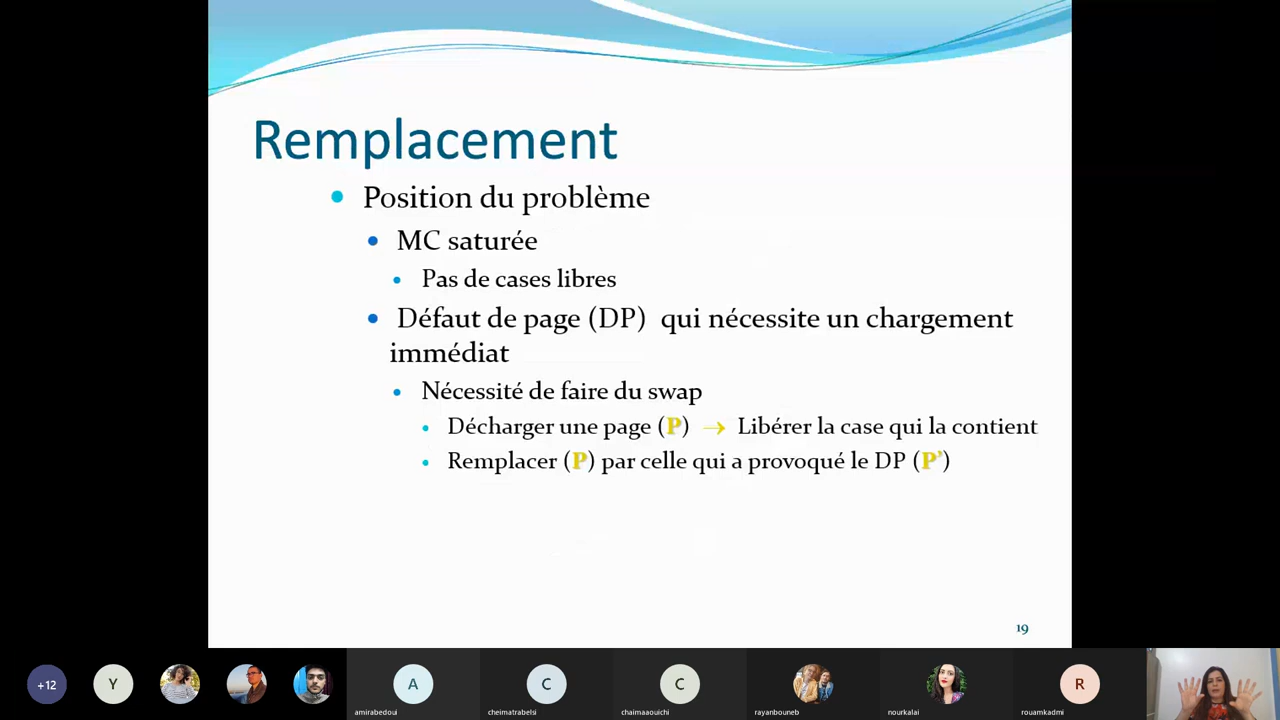 Remplacement
Position du problème
MC saturée
Pas de cases libres
Défaut de page (DP) qui nécessite un chargement
immédiat
Nécessité de faire du swap
Décharger une page (P) → Libérer la case qui la contient
Remplacer (P) par celle qui a provoqué le DP (P’)
19
+12
Y
A
C
C
R
amirabedoui
cheimatrabelsi
chaimaaouichi
rayanbouneb
nourkalai
rouamkadmi